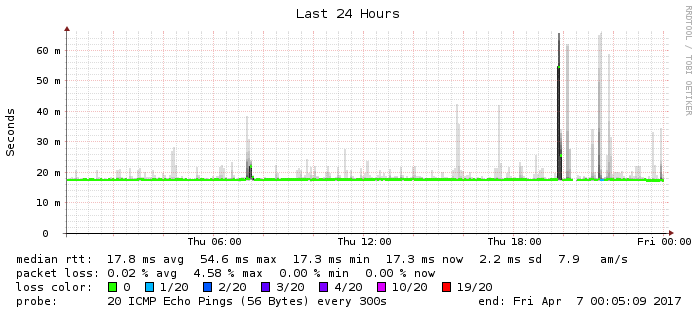 Last 24 Hours
RRDTOOL / TOBI OETIKER
Seconds
60 m
50 m
40 m
30 m
20 m
10 m
0
Thu 06:00 Thu 12:00 Thu 18:00 Fri 00:00
median rtt: 17.8 ms avg 54.6 ms max 17.3 ms min 17.3 ms now 2.2 ms sd 7.9 am/s
packet loss: 0.02 % avg 4.58 % max 0.00 % min 0.00 % now
loss color: 0 1/20 2/20 3/20 4/20 10/20 19/20
probe: 20 ICMP Echo Pings (56 Bytes) every 300s end: Fri Apr 7 00:05:09 2017